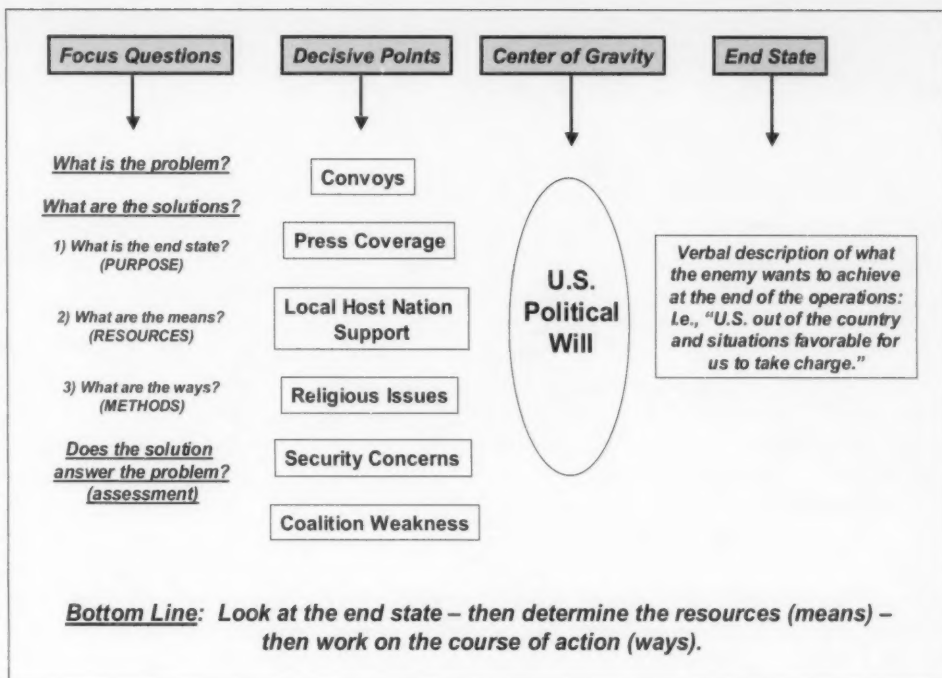 Focus Questions
Decisive Points
Center of Gravity
End State
What is the problem?
What are the solutions?
1) What is the end state?
(PURPOSE)
2) What are the means?
(RESOURCES)
3) What are the ways?
(METHODS)
Does the solution
answer the problem?
(assessment)
Convoys
Press Coverage
Local Host Nation
Support
Religious Issues
Security Concerns
Coalition Weakness
U.S.
Political
Will
Verbal description of what
the enemy wants to achieve
at the end of the operations:
I.e., “U.S. out of the country
and situations favorable for
us to take charge.”
Bottom Line: Look at the end state – then determine the resources (means) –
then work on the course of action (ways).